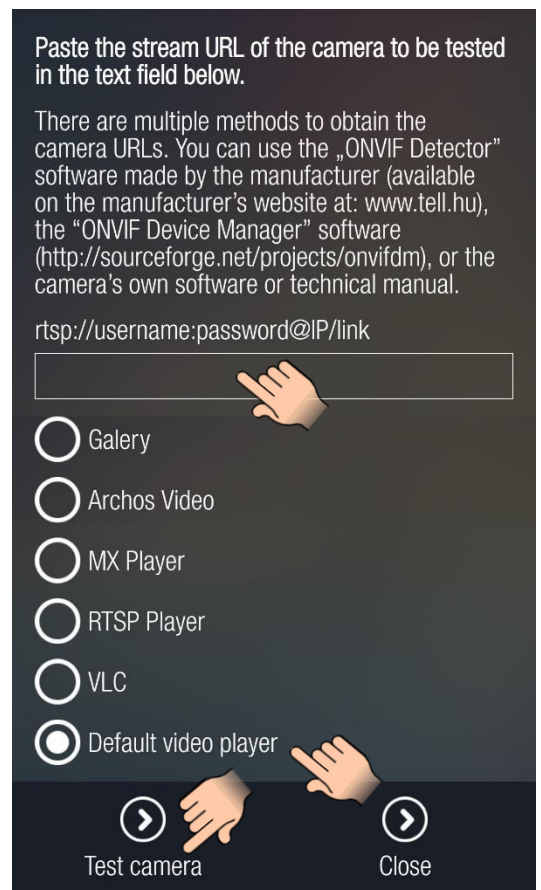 Paste the stream URL of the camera to be tested
in the text field below.
There are multiple methods to obtain the
camera URLs. You can use the „ONVIF Detector”
software made by the manufacturer (available
on the manufacturer’s website at: www.tell.hu),
the “ONVIF Device Manager” software
(http://sourceforge.net/projects/onvifdm), or the
camera’s own software or technical manual.
rtsp://username:password@IP/link
Galery
Archos Video
MX Player
RTSP Player
VLC
Default video player
Test camera
Close